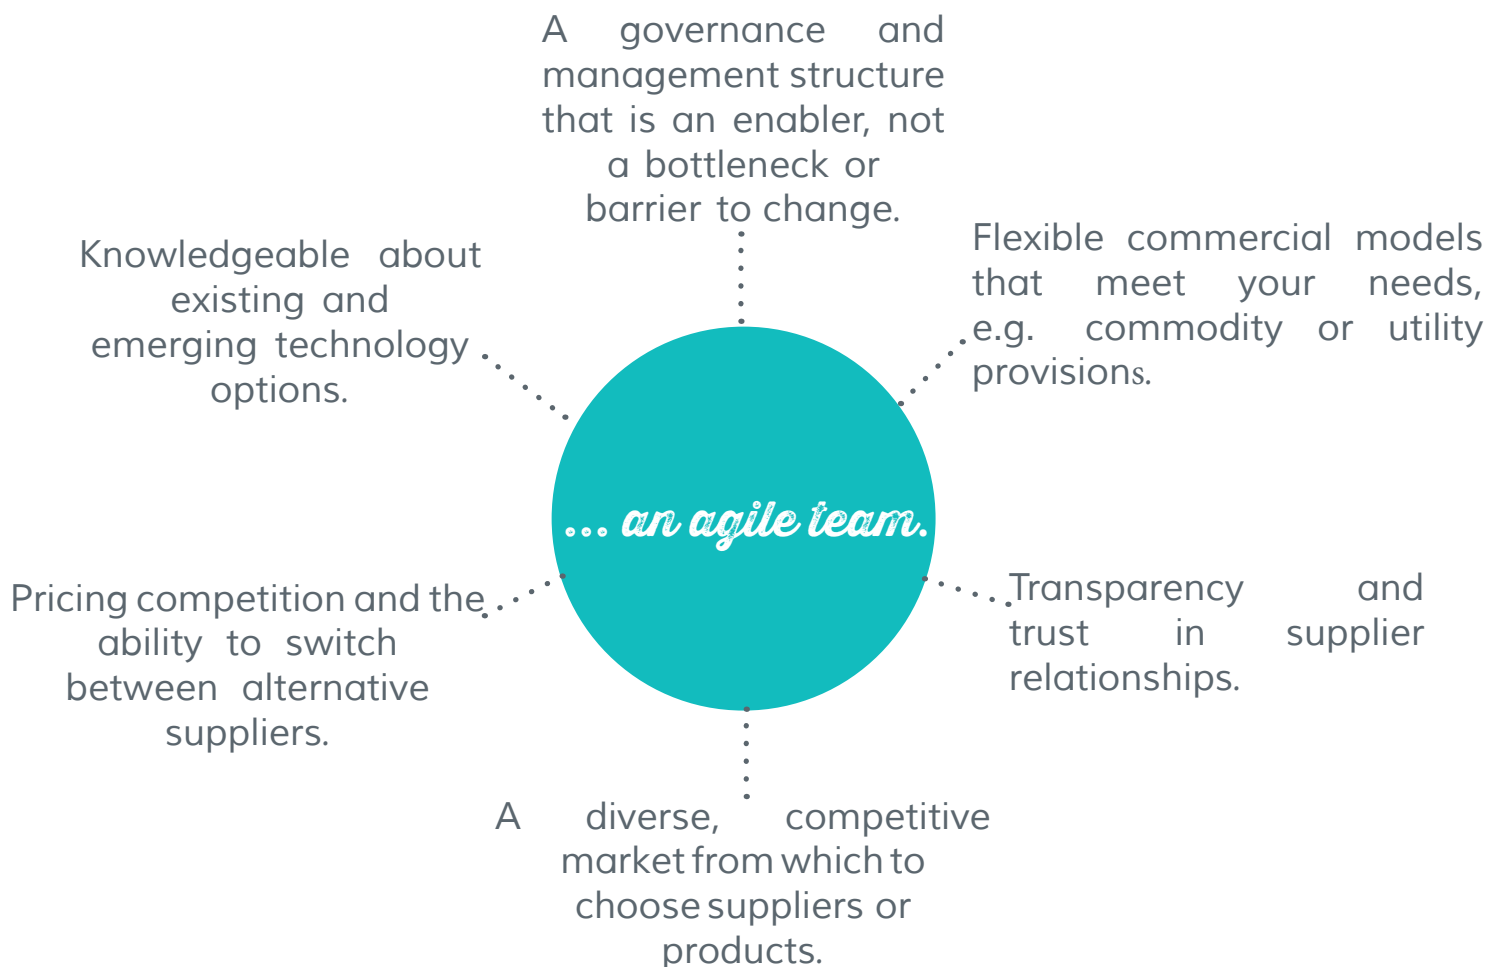 A governance and
management structure
that is an enabler, not
a bottleneck or
barrier to change.
Flexible commercial models
that meet your needs,
e.g. commodity or utility
provisions.
Knowledgeable about
existing and
emerging technology
options.
... an agile team.
Pricing competition and the
ability to switch
between alternative
suppliers.
Transparency and
trust in supplier
relationships.
A diverse, competitive
market from which to
choose suppliers or
products.